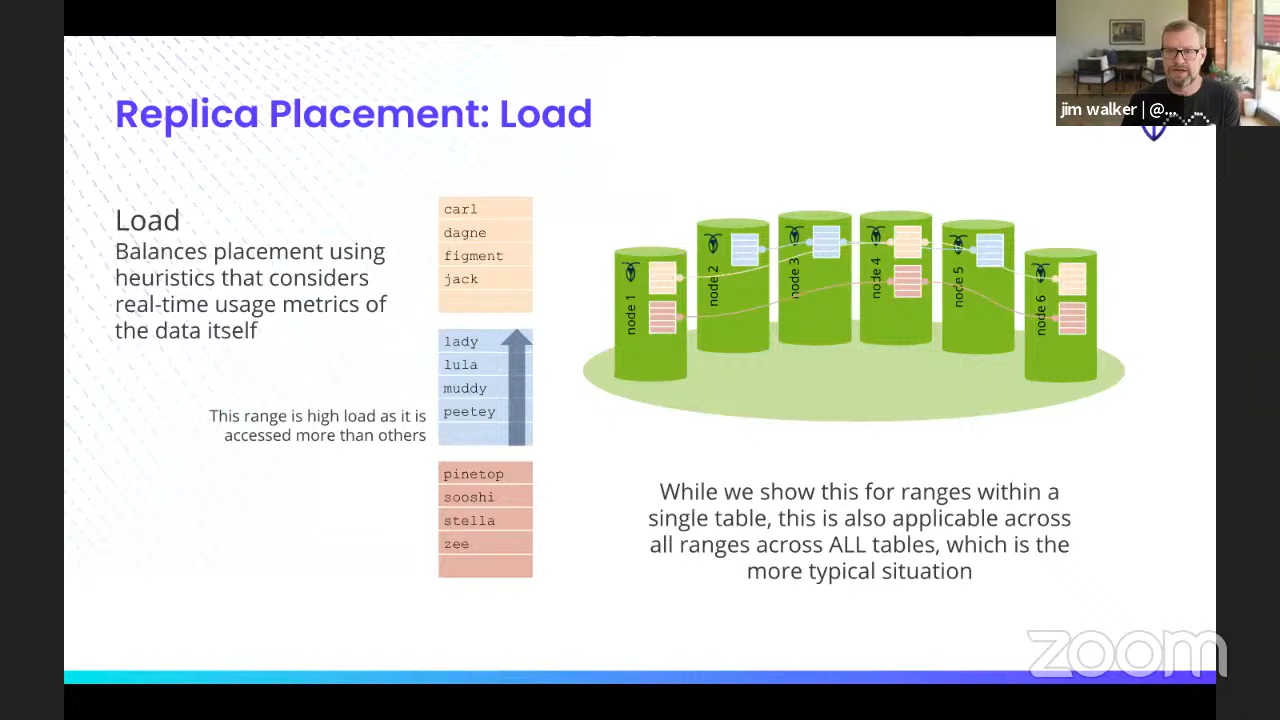 jim walker | @...
Replica Placement: Load
Load
Balances placement using
heuristics that considers
real-time usage metrics of
the data itself
This range is high load as it is
accessed more than others
carl
dagne
figment
jack
lady
lula
muddy
peetey
pinetop
sooshi
stella
zee
node 1
node 2
node 3
node 4
node 5
node 6
While we show this for ranges within a
single table, this is also applicable across
all ranges across ALL tables, which is the
more typical situation
zoom